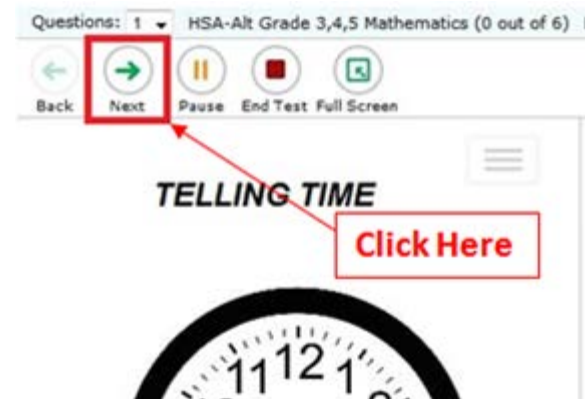 Questions: 1 HSA-Alt Grade 3,4,5 Mathematics (0 out of 6)
Back Next Pause End Test Full Screen
TELLING TIME
Click Here
11 12 1